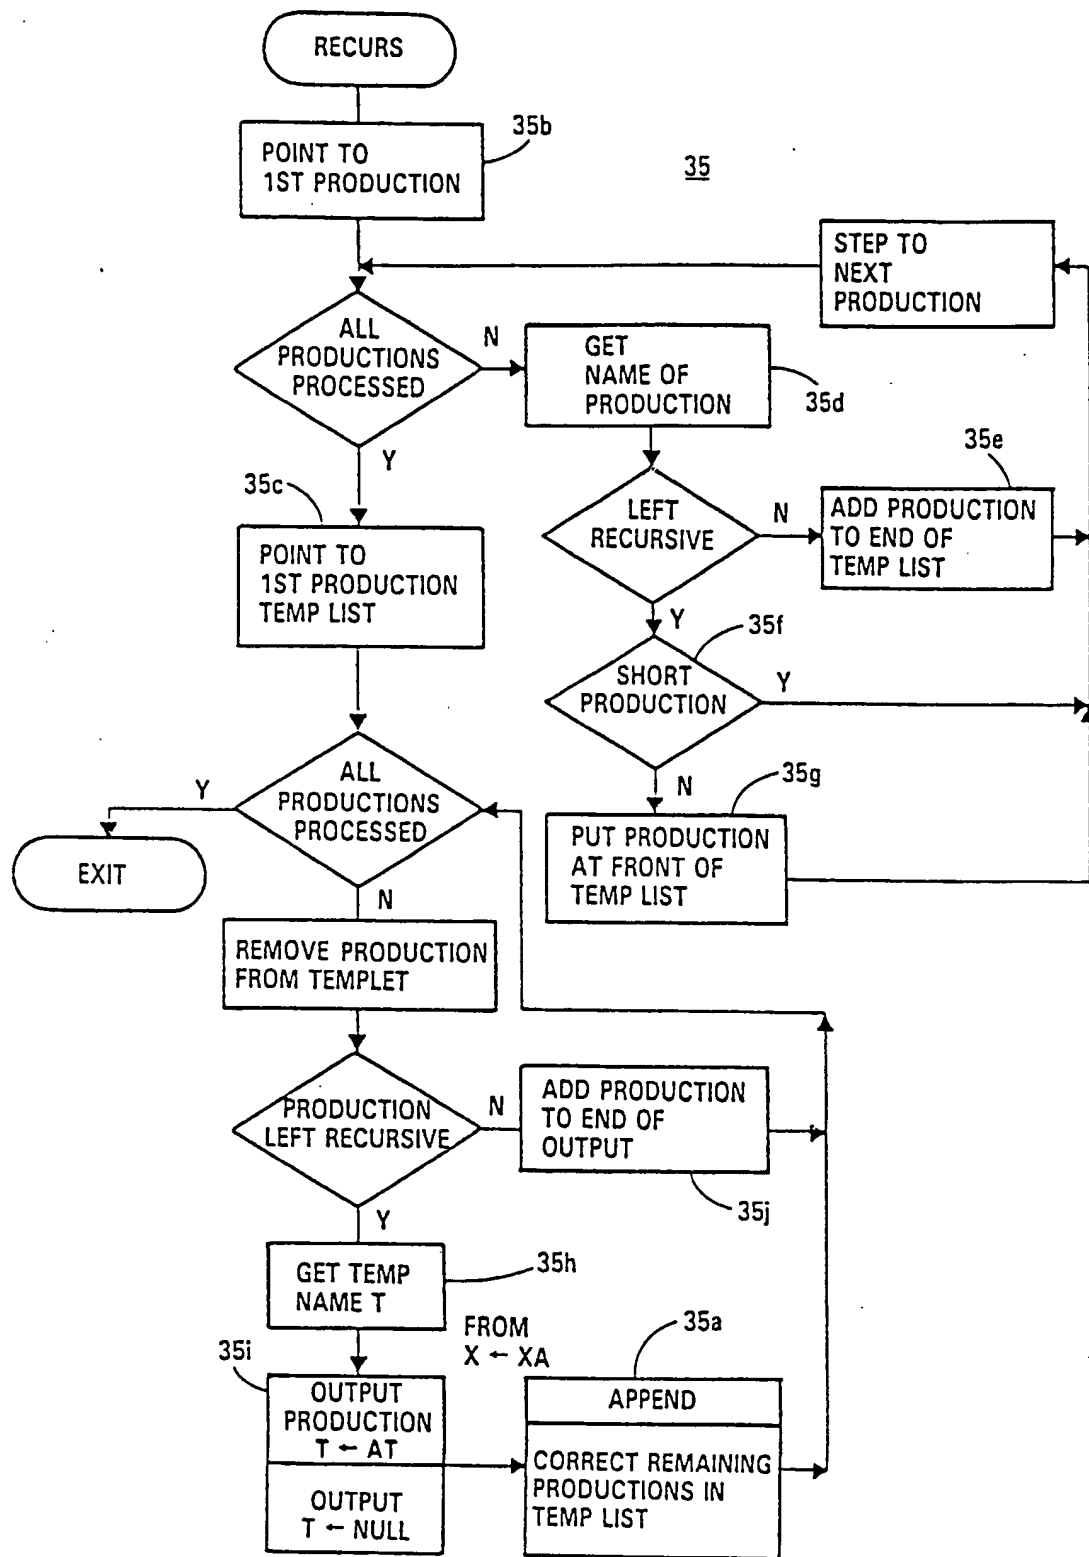 RECURS
35b
POINT TO
1ST PRODUCTION
35
STEP TO
NEXT
PRODUCTION
ALL
PRODUCTIONS
PROCESSED
N
GET
NAME OF
PRODUCTION
35d
Y
35c
35e
LEFT
RECURSIVE
N
ADD PRODUCTION
TO END OF
TEMP LIST
POINT TO
1ST PRODUCTION
TEMP LIST
Y
35f
SHORT
PRODUCTION
Y
N
35g
ALL
PRODUCTIONS
PROCESSED
Y
EXIT
PUT PRODUCTION
AT FRONT OF
TEMP LIST
N
REMOVE PRODUCTION
FROM TEMPLET
PRODUCTION
LEFT RECURSIVE
N
ADD PRODUCTION
TO END OF
OUTPUT
35j
Y
GET TEMP
NAME T
35h
FROM
X ← XA
35a
35i
OUTPUT
PRODUCTION
T ← AT
OUTPUT
T ← NULL
APPEND
CORRECT REMAINING
PRODUCTIONS IN
TEMP LIST